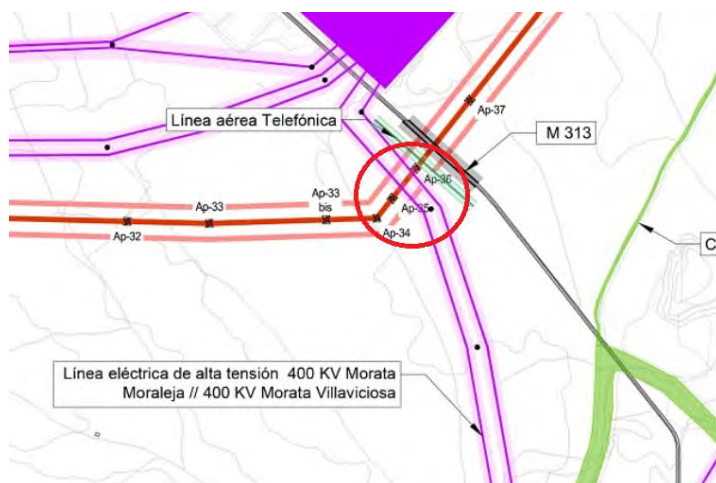 Línea aérea Telefónica
Ap-37
M 313
Ap-36
Ap-33
bis
Ap-33
Ap-35
Ap-32
Ap-34
C
Línea eléctrica de alta tensión 400 KV Morata
Moraleja // 400 KV Morata Villaviciosa